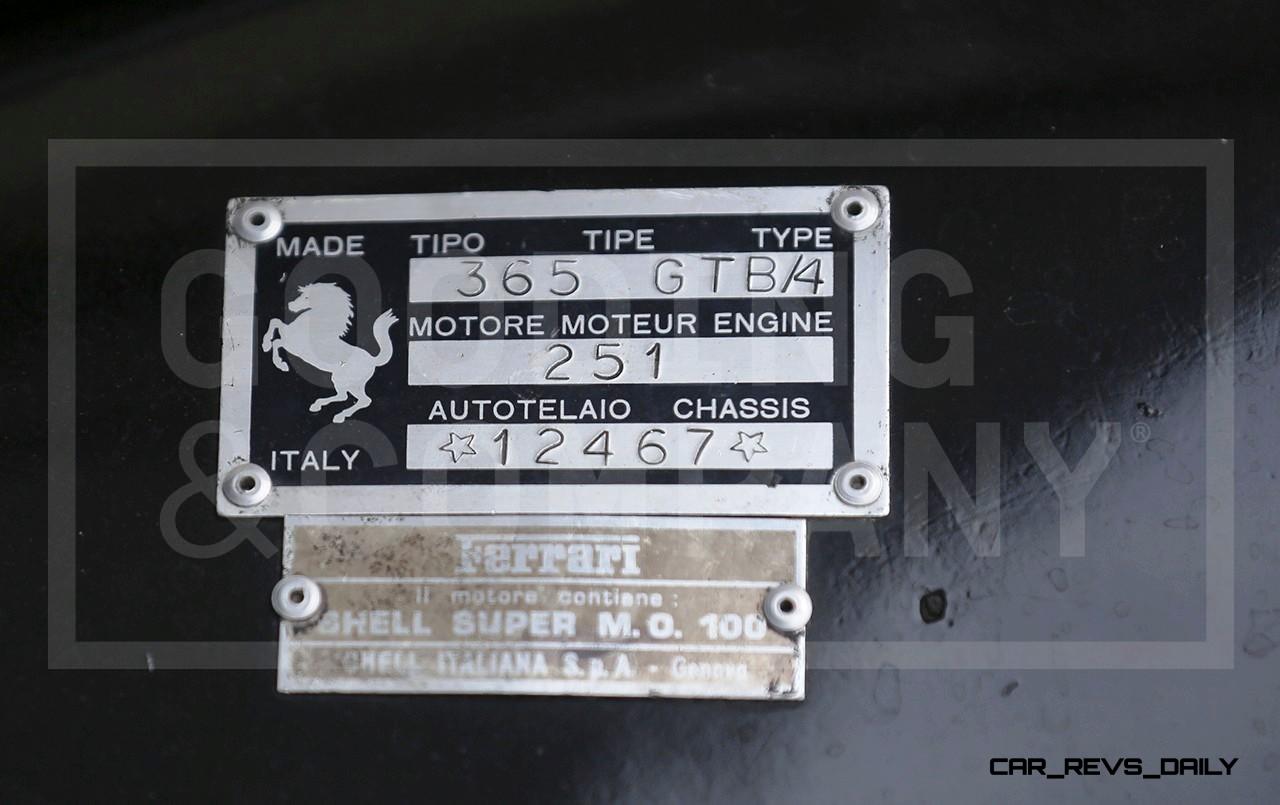 MADE TIPO TIPE TYPE
365 GTB/4
MOTORE MOTEUR ENGINE
251
AUTOTELAIO CHASSIS
☆12467☆
ITALY
GOODING
&COMPANY®
Ferrari
il motore contiene:
SHELL SUPER M.O. 100
SHELL ITALIANA S.p.A - Genova
CAR_REVS_DAILY